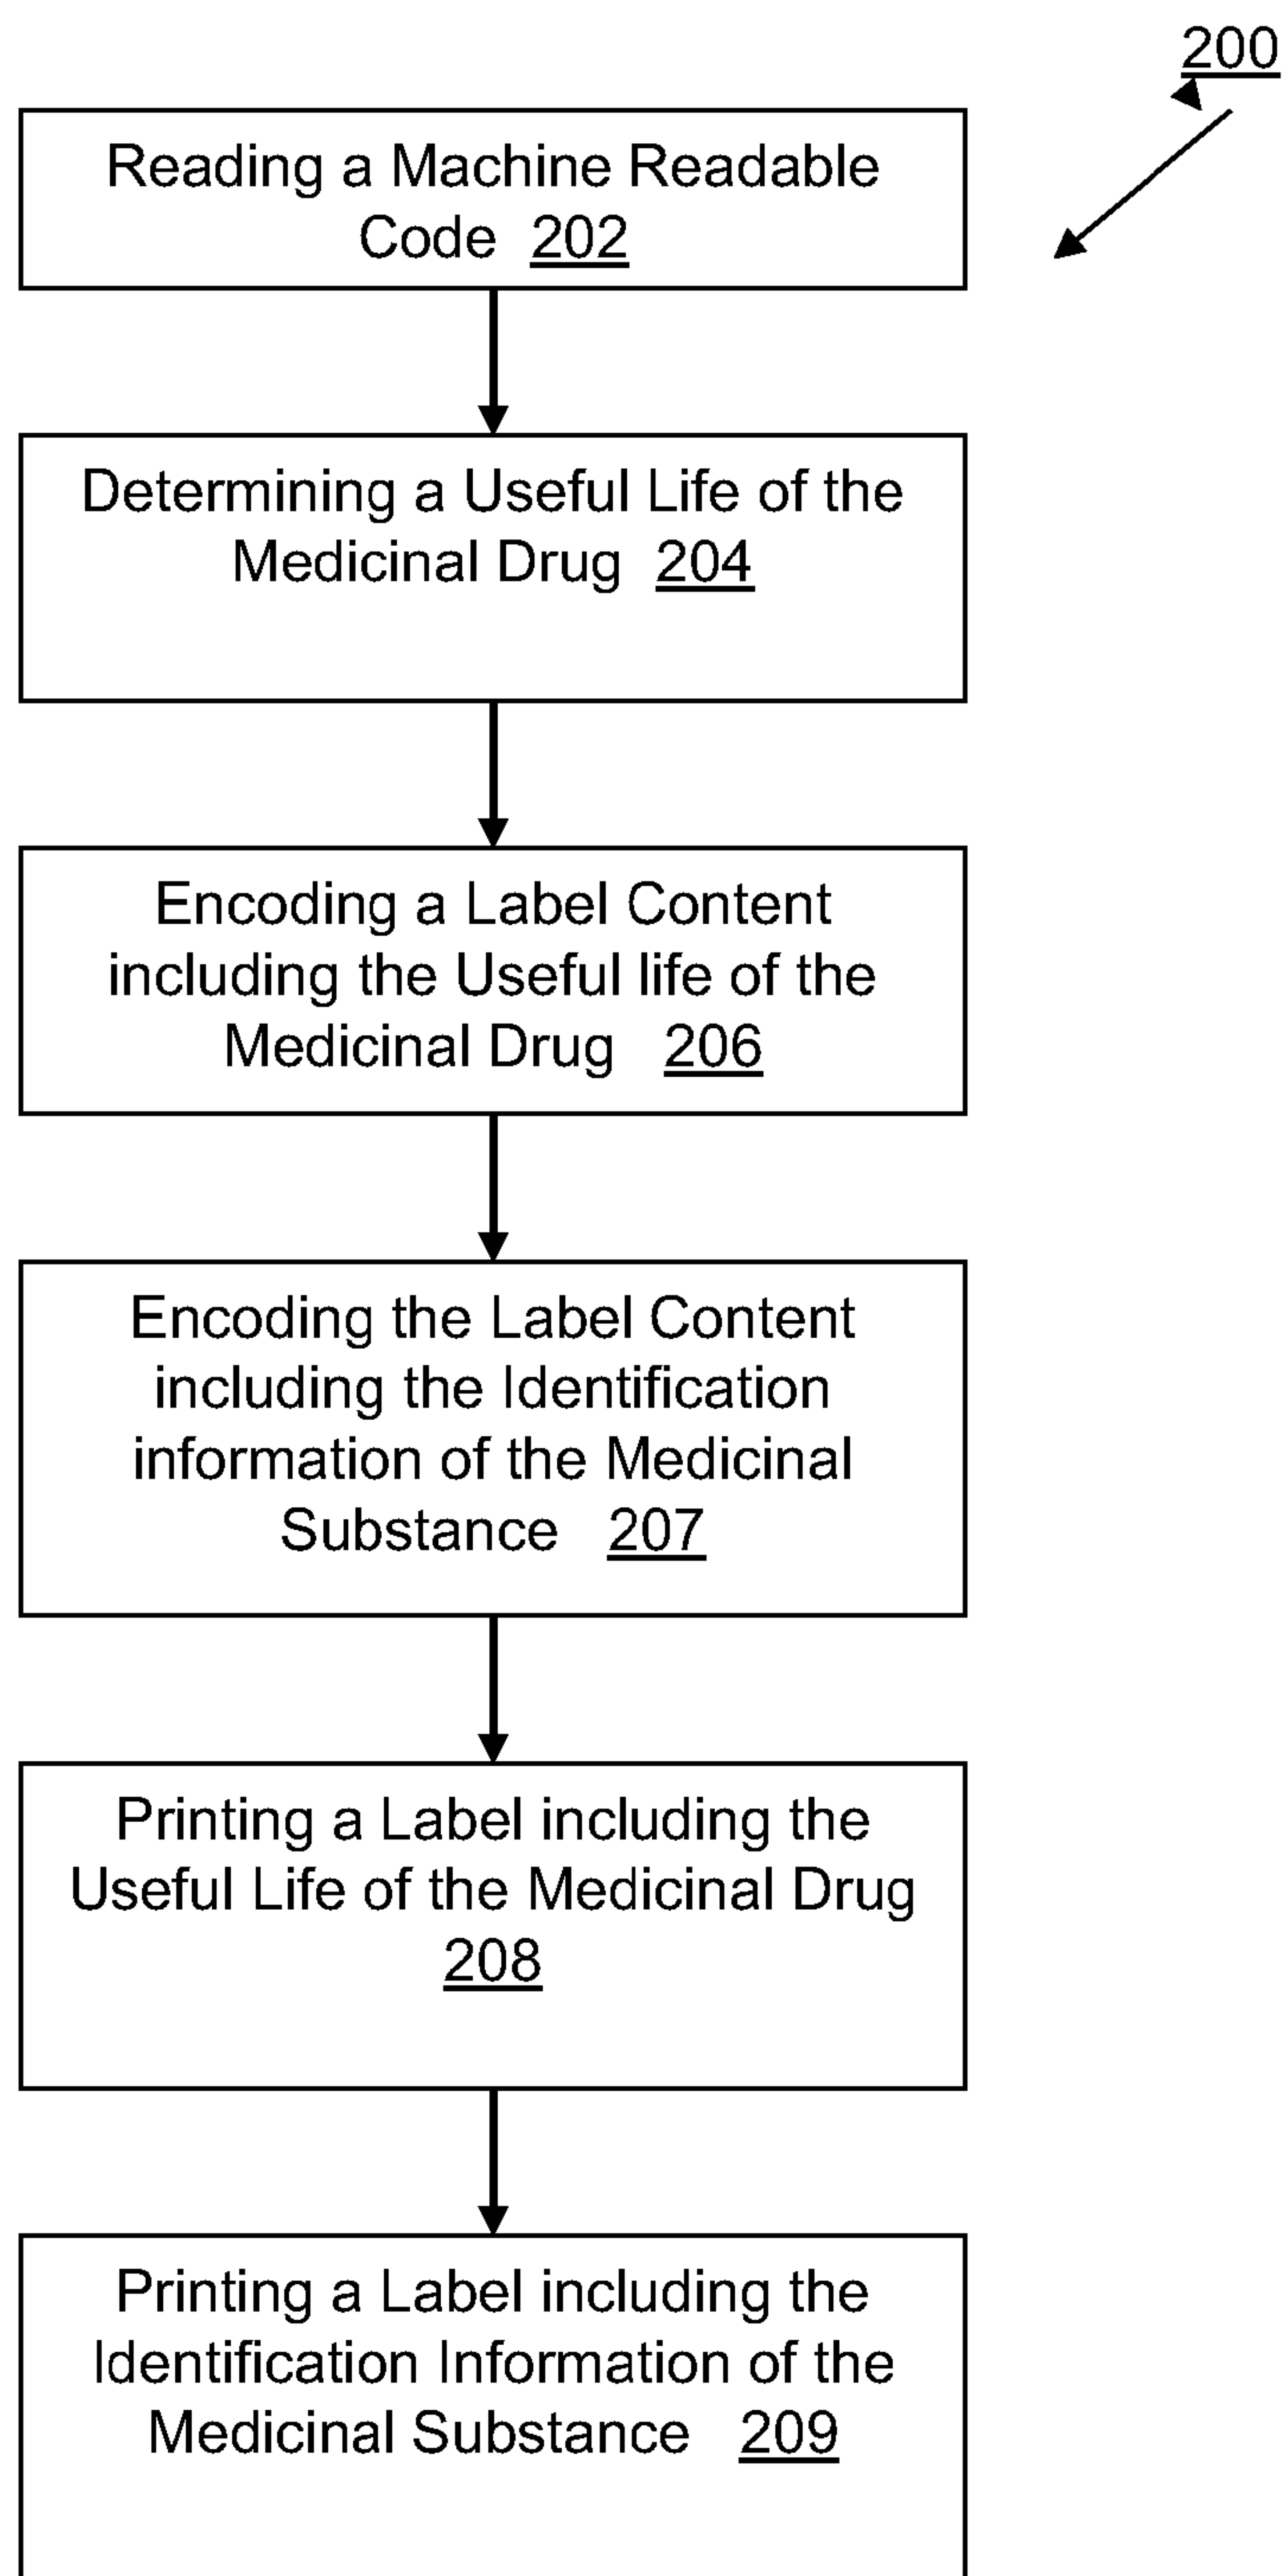 200
Reading a Machine Readable
Code 202
Determining a Useful Life of the
Medicinal Drug 204
Encoding a Label Content
including the Useful life of the
Medicinal Drug 206
Encoding the Label Content
including the Identification
information of the Medicinal
Substance 207
Printing a Label including the
Useful Life of the Medicinal Drug
208
Printing a Label including the
Identification Information of the
Medicinal Substance 209